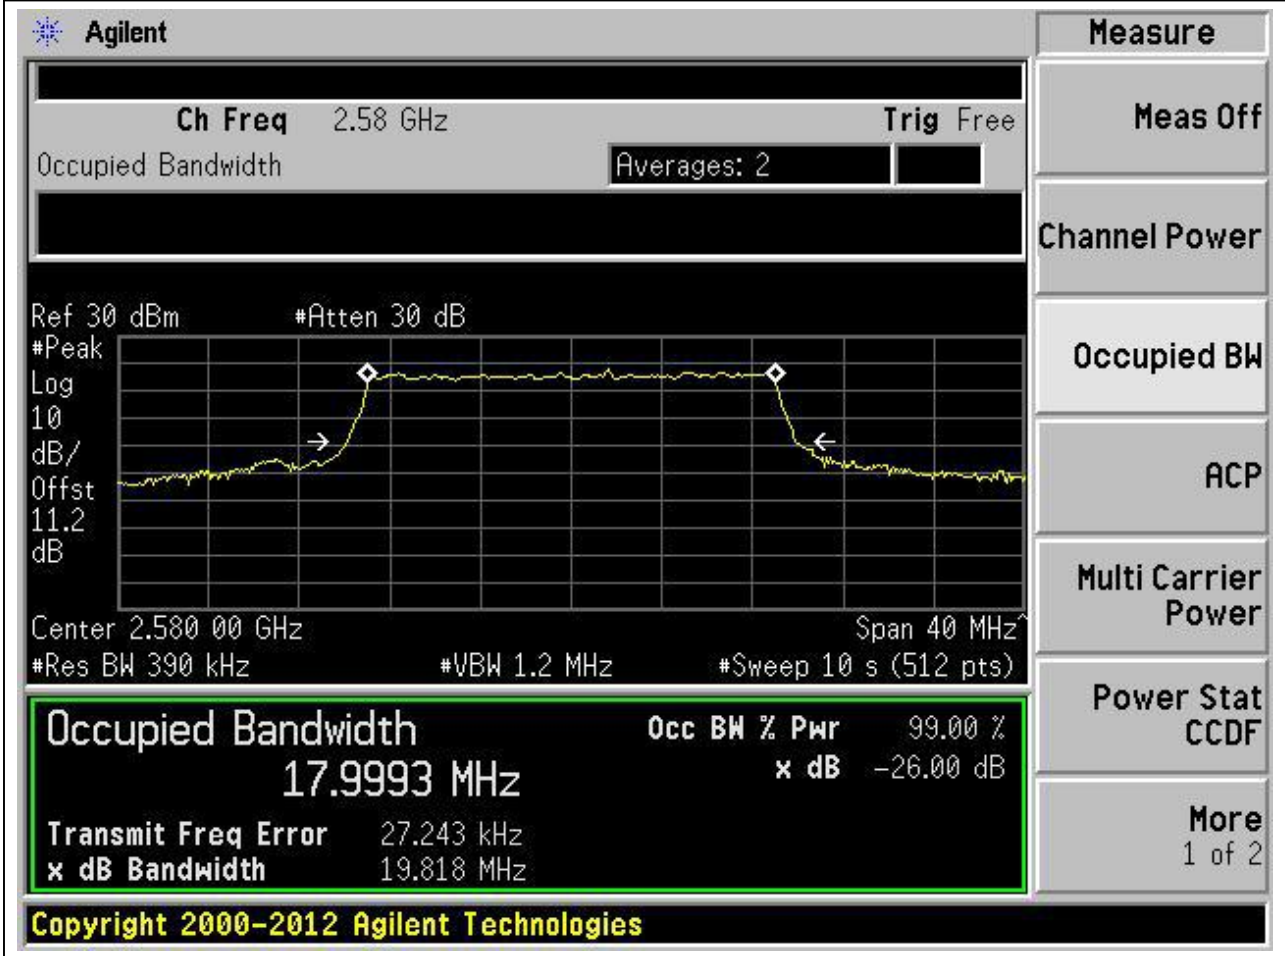 Agilent
Ch Freq 2.58 GHz Trig Free
Occupied Bandwidth Averages: 2
Ref 30 dBm #Atten 30 dB
#Peak
Log
10
dB/
Offst
11.2
dB
Center 2.580 00 GHz Span 40 MHz^
#Res BW 390 kHz #VBW 1.2 MHz #Sweep 10 s (512 pts)
Occupied Bandwidth Occ BW % Pwr 99.00 %
17.9993 MHz x dB -26.00 dB
Transmit Freq Error 27.243 kHz
x dB Bandwidth 19.818 MHz
Copyright 2000-2012 Agilent Technologies
Measure
Meas Off
Channel Power
Occupied BW
ACP
Multi Carrier
Power
Power Stat
CCDF
More
1 of 2